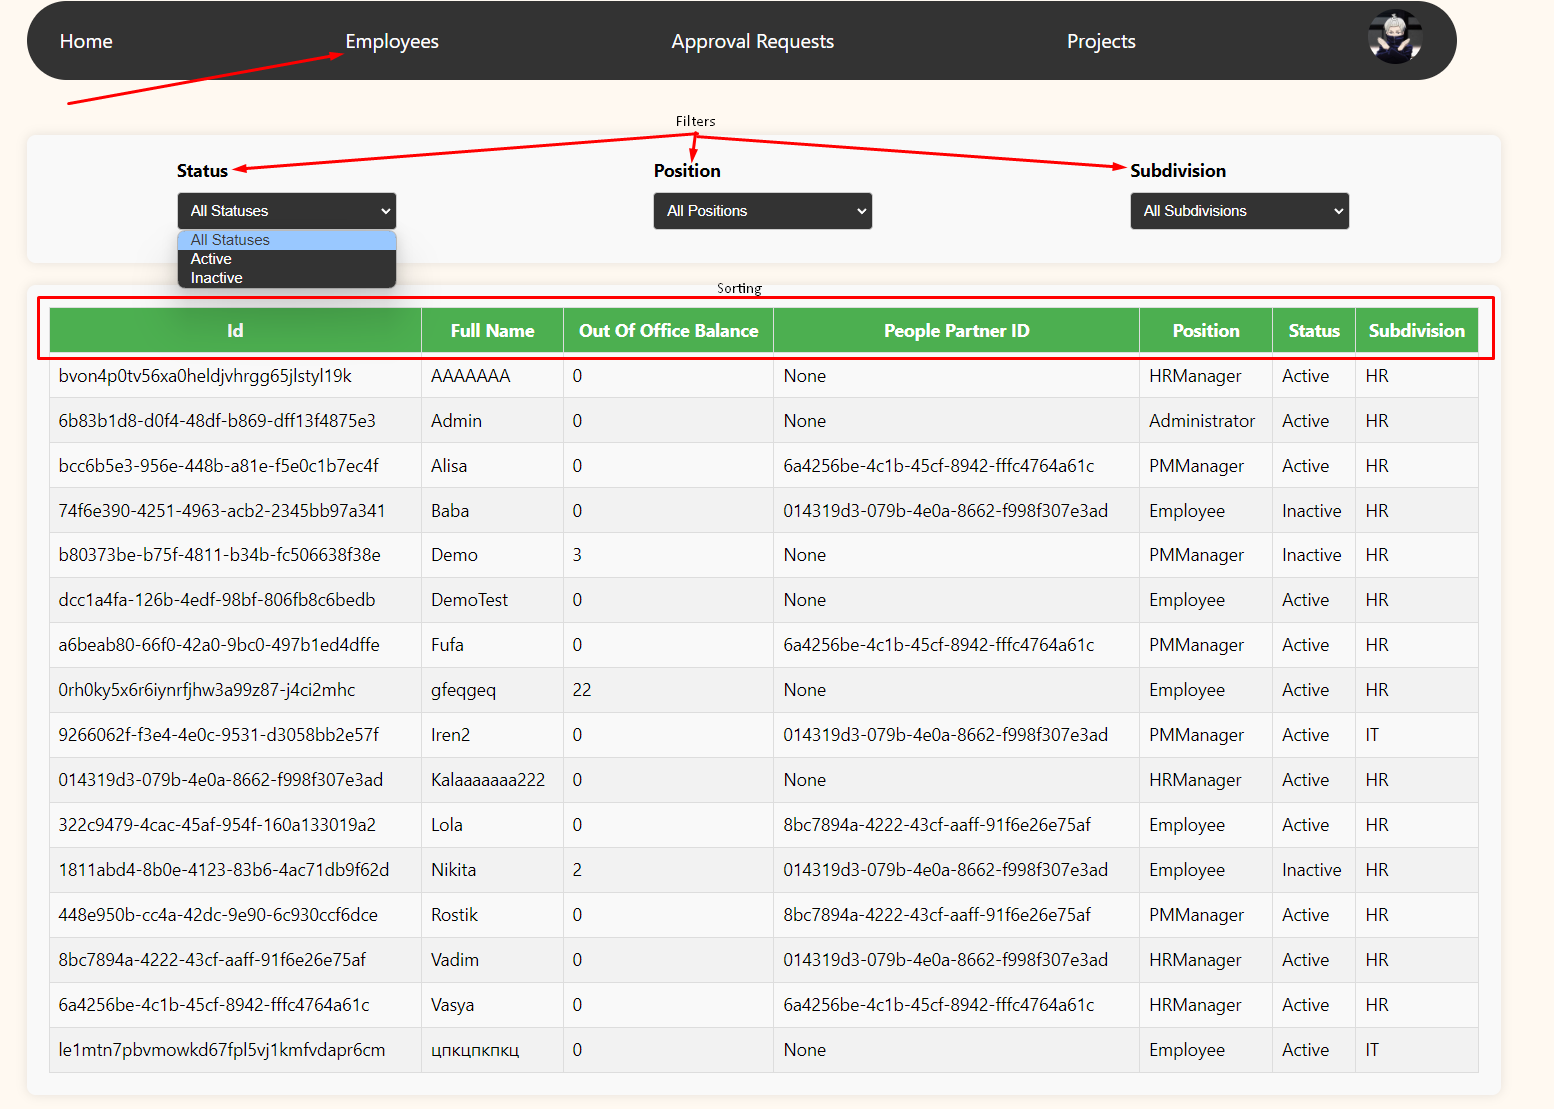 Home Employees Approval Requests Projects
Filters
Status Position Subdivision
All Statuses All Positions All Subdivisions
All Statuses
Active
Inactive
Sorting
Id Full Name Out Of Office Balance People Partner ID Position Status Subdivision
bvon4p0tv56xa0heldjvhrgg65jlstyl19k AAAAAAA 0 None HRManager Active HR
6b83b1d8-d0f4-48df-b869-dff13f4875e3 Admin 0 None Administrator Active HR
bcc6b5e3-956e-448b-a81e-f5e0c1b7ec4f Alisa 0 6a4256be-4c1b-45cf-8942-fffc4764a61c PMManager Active HR
74f6e390-4251-4963-acb2-2345bb97a341 Baba 0 014319d3-079b-4e0a-8662-f998f307e3ad Employee Inactive HR
b80373be-b75f-4811-b34b-fc506638f38e Demo 3 None PMManager Inactive HR
dcc1a4fa-126b-4edf-98bf-806fb8c6bedb DemoTest 0 None Employee Active HR
a6beab80-66f0-42a0-9bc0-497b1ed4dffe Fufa 0 6a4256be-4c1b-45cf-8942-fffc4764a61c PMManager Active HR
0rh0ky5x6r6iynrfjhw3a99z87-j4ci2mhc gfeqgeq 22 None Employee Active HR
9266062f-f3e4-4e0c-9531-d3058bb2e57f Iren2 0 014319d3-079b-4e0a-8662-f998f307e3ad PMManager Active IT
014319d3-079b-4e0a-8662-f998f307e3ad Kalaaaaaaa222 0 None HRManager Active HR
322c9479-4cac-45af-954f-160a133019a2 Lola 0 8bc7894a-4222-43cf-aaff-91f6e26e75af Employee Active HR
1811abd4-8b0e-4123-83b6-4ac71db9f62d Nikita 2 014319d3-079b-4e0a-8662-f998f307e3ad Employee Inactive HR
448e950b-cc4a-42dc-9e90-6c930ccf6dce Rostik 0 8bc7894a-4222-43cf-aaff-91f6e26e75af PMManager Active HR
8bc7894a-4222-43cf-aaff-91f6e26e75af Vadim 0 014319d3-079b-4e0a-8662-f998f307e3ad HRManager Active HR
6a4256be-4c1b-45cf-8942-fffc4764a61c Vasya 0 6a4256be-4c1b-45cf-8942-fffc4764a61c HRManager Active HR
le1mtn7pbvmowkd67fpl5vj1kmfvdapr6cm цпкцпкпкц 0 None Employee Active IT